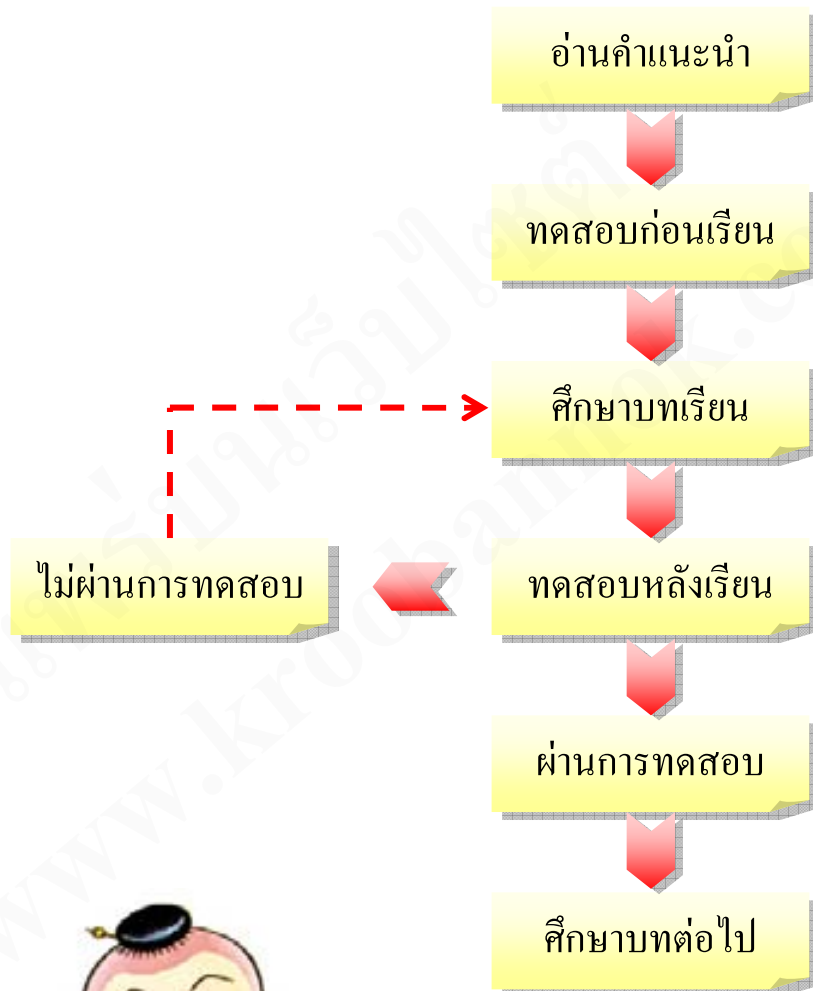 อ่านคำแนะนำ
ทดสอบก่อนเรียน
ศึกษาบทเรียน
ไม่ผ่านการทดสอบ
ทดสอบหลังเรียน
ผ่านการทดสอบ
ศึกษาบทต่อไป